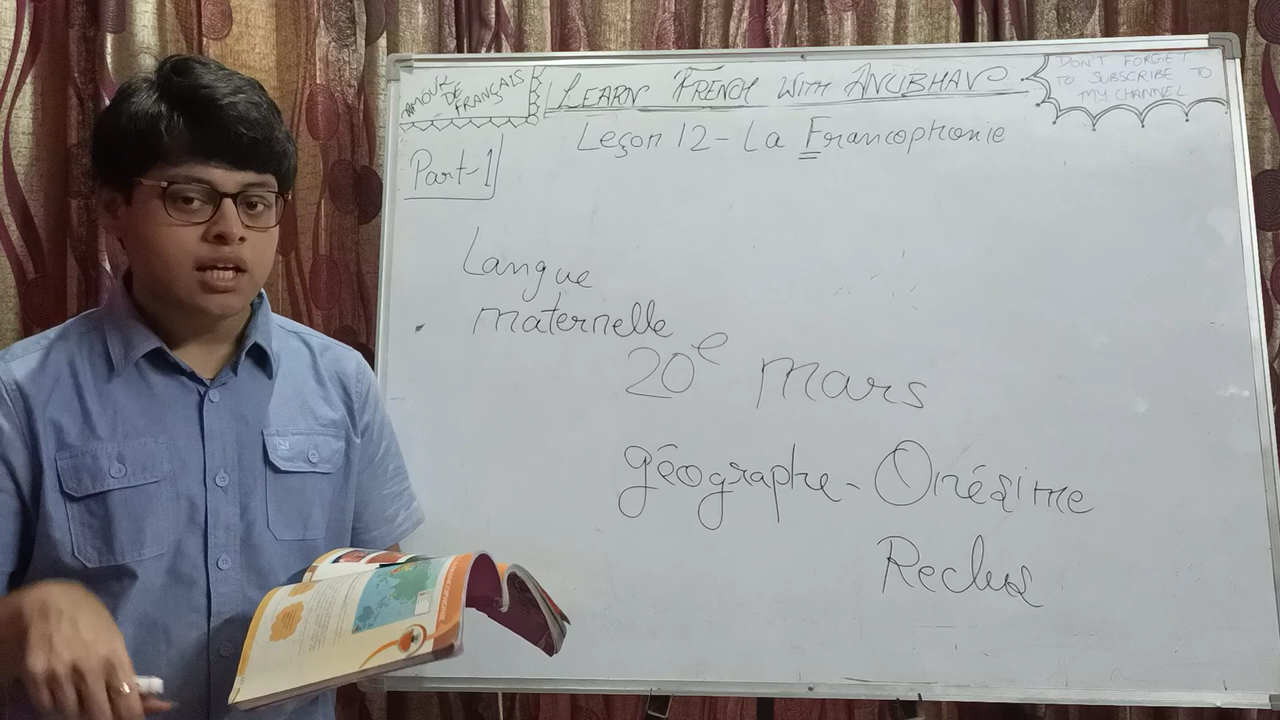 AMOUR DE FRANÇAIS
LEARN FRENCH WITH ANUBHAV
DON'T FORGET
TO SUBSCRIBE TO
MY CHANNEL
Leçon 12 - La Francophonie
Part-1
Langue
maternelle
20e mars
géographe - Onésime
Reclus